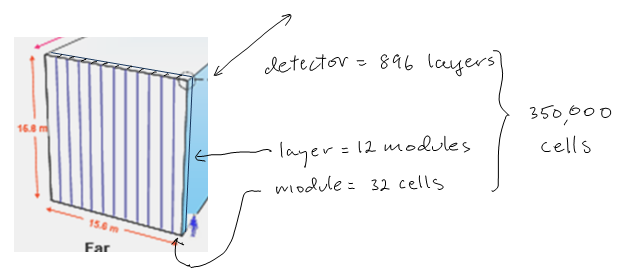 detector = 896 layers
350,000
cells
16.8 m
layer = 12 modules
module = 32 cells
15.6 m
Far